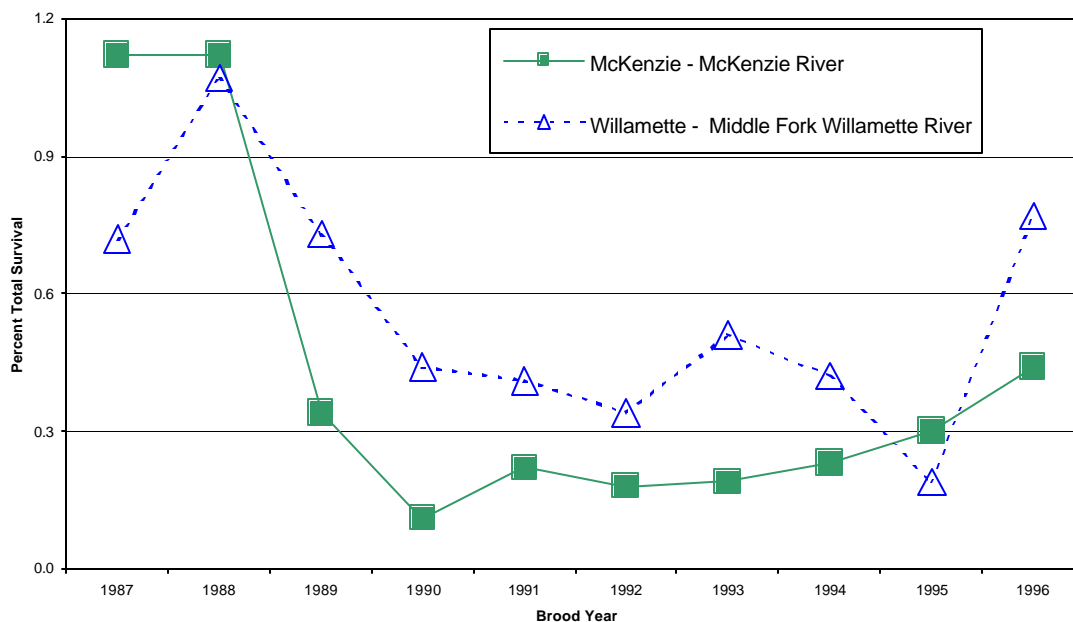 1.2
McKenzie - McKenzie River
Willamette - Middle Fork Willamette River
0.9
0.6
0.3
0.0
Percent Total Survival
1987 1988 1989 1990 1991 1992 1993 1994 1995 1996
Brood Year